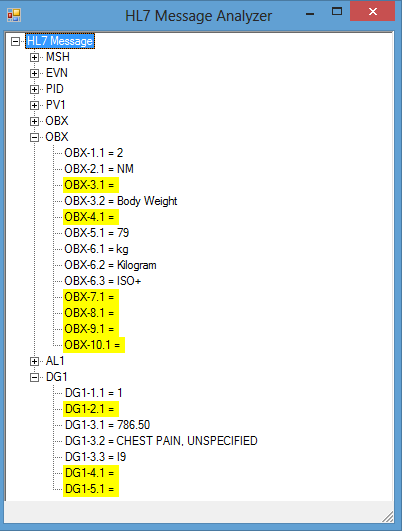 HL7 Message Analyzer
HL7 Message
MSH
EVN
PID
PV1
OBX
OBX
OBX-1.1 = 2
OBX-2.1 = NM
OBX-3.1 =
OBX-3.2 = Body Weight
OBX-4.1 =
OBX-5.1 = 79
OBX-6.1 = kg
OBX-6.2 = Kilogram
OBX-6.3 = ISO+
OBX-7.1 =
OBX-8.1 =
OBX-9.1 =
OBX-10.1 =
AL1
DG1
DG1-1.1 = 1
DG1-2.1 =
DG1-3.1 = 786.50
DG1-3.2 = CHEST PAIN, UNSPECIFIED
DG1-3.3 = I9
DG1-4.1 =
DG1-5.1 =